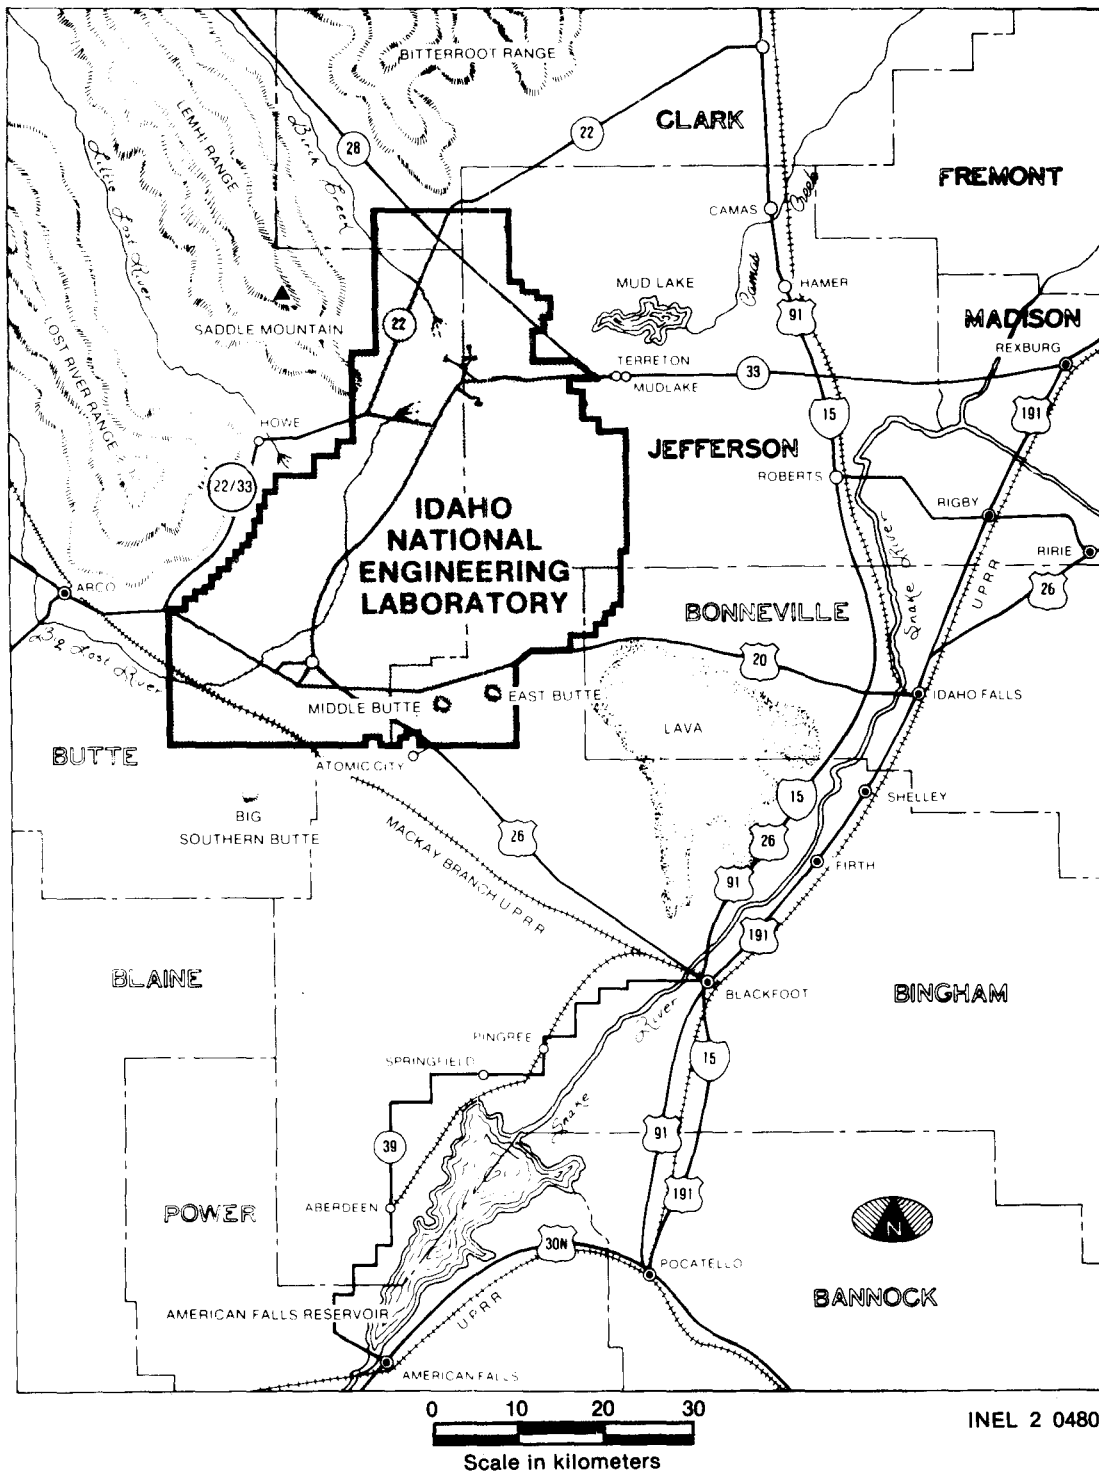 BITTERROOT RANGE
CLARK
22
28
LEMHI RANGE
Birch Creek
Little Lost River
FREMONT
CAMAS
Camas Creek
HAMER
MUD LAKE
SADDLE MOUNTAIN
22
91
MADISON
REXBURG
LOST RIVER RANGE
TERRETON
MUDLAKE
33
191
15
HOWE
JEFFERSON
ROBERTS
22/33
RIGBY
IDAHO
NATIONAL
ENGINEERING
LABORATORY
RIRIE
Snake River
UPRR
26
ARCO
BONNEVILLE
Big Lost River
20
IDAHO FALLS
EAST BUTTE
MIDDLE BUTTE
LAVA
BUTTE
ATOMIC CITY
BIG
SOUTHERN BUTTE
15
SHELLEY
MACKAY BRANCH U.P.R.R
26
26
FIRTH
91
191
BLAINE
BLACKFOOT
BINGHAM
PINGREE
Snake River
SPRINGFIELD
15
39
91
191
POWER
ABERDEEN
N
30N
POCATELLO
BANNOCK
AMERICAN FALLS RESERVOIR
UPRR
AMERICAN FALLS
0 10 20 30
Scale in kilometers
INEL 2 0480